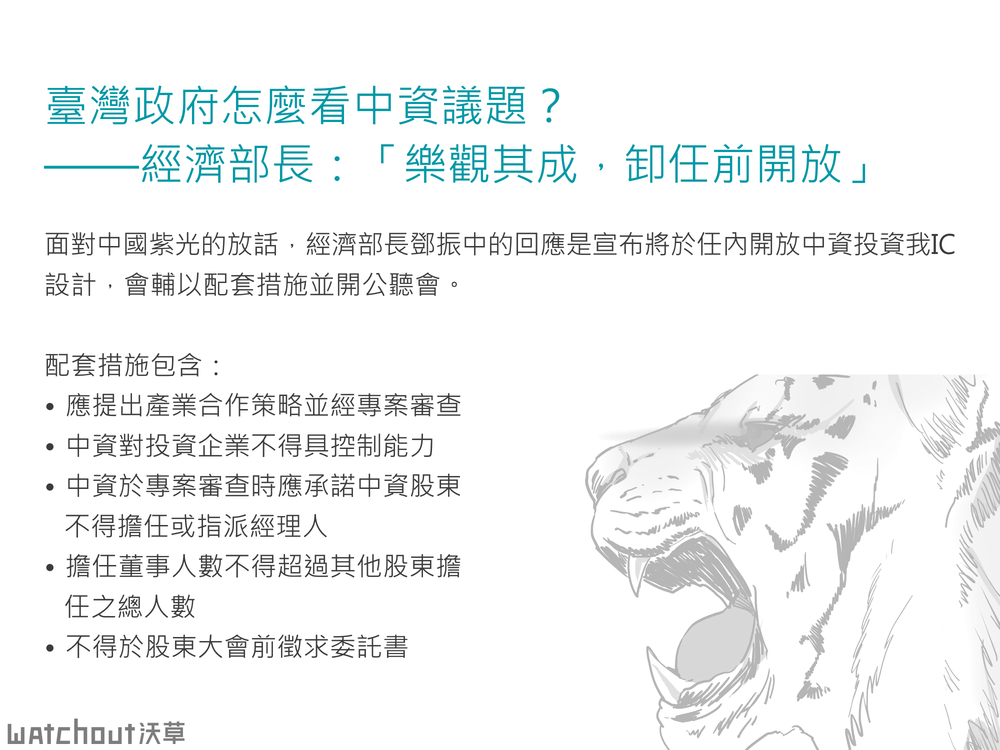 臺灣政府怎麼看中資議題？
——經濟部長：「樂觀其成，卸任前開放」
面對中國紫光的放話，經濟部長鄧振中的回應是宣布將於任內開放中資投資我IC
設計，會輔以配套措施並開公聽會。
配套措施包含：
• 應提出產業合作策略並經專案審查
• 中資對投資企業不得具控制能力
• 中資於專案審查時應承諾中資股東
不得擔任或指派經理人
• 擔任董事人數不得超過其他股東擔
任之總人數
• 不得於股東大會前徵求委託書
watchout沃草